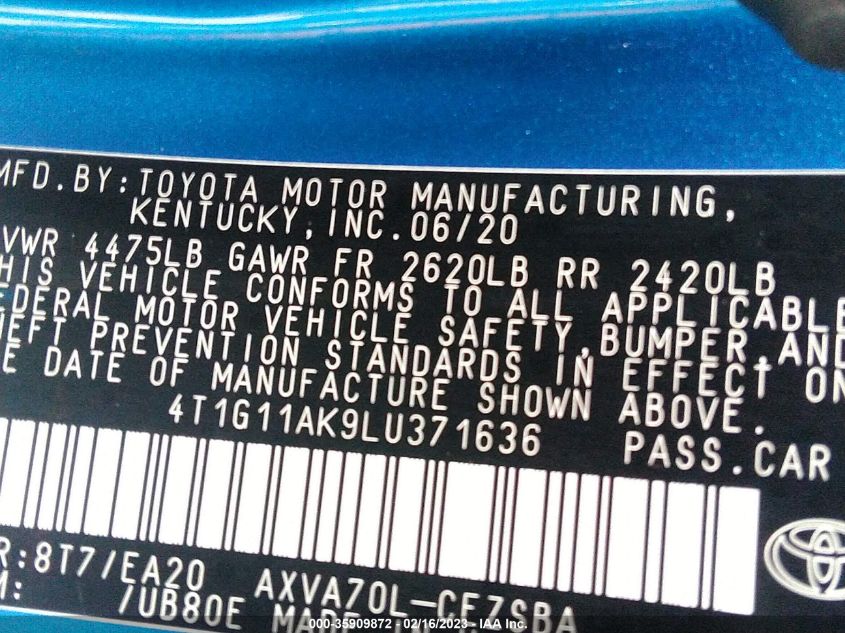 MFD.BY:TOYOTA MOTOR MANUFACTURING,
KENTUCKY,INC.06/20
VWR 4475LB GAWR FR 2620LB RR 2420LB
HIS VEHICLE CONFORMS TO ALL APPLICABLE
EDERAL MOTOR VEHICLE SAFETY,BUMPER,AND
HEFT PREVENTION STANDARDS IN EFFECT ON
E DATE OF MANUFACTURE SHOWN ABOVE.
4T1G11AK9LU371636 PASS.CAR
R:8T7/EA20 AXVA70L-CEZSBA
M: /UB80E MADE IN
000-35909872 - 02/16/2023 - IAA Inc.